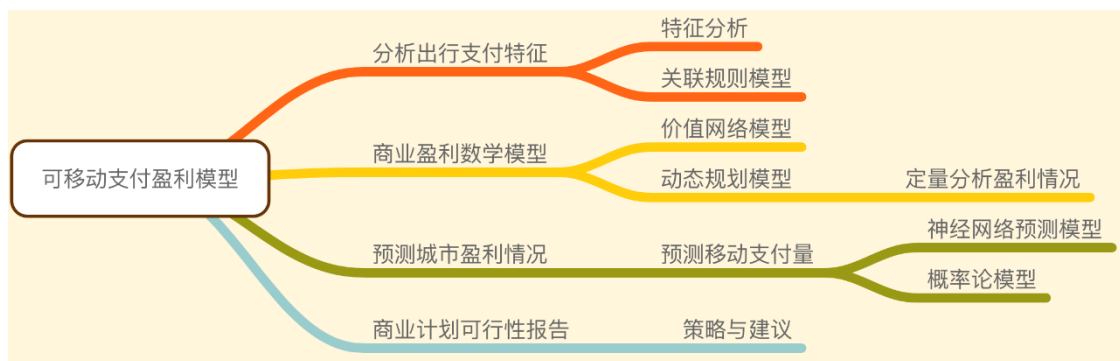 可移动支付盈利模型
分析出行支付特征
特征分析
关联规则模型
商业盈利数学模型
价值网络模型
动态规划模型
定量分析盈利情况
预测城市盈利情况
预测移动支付量
神经网络预测模型
概率论模型
商业计划可行性报告
策略与建议